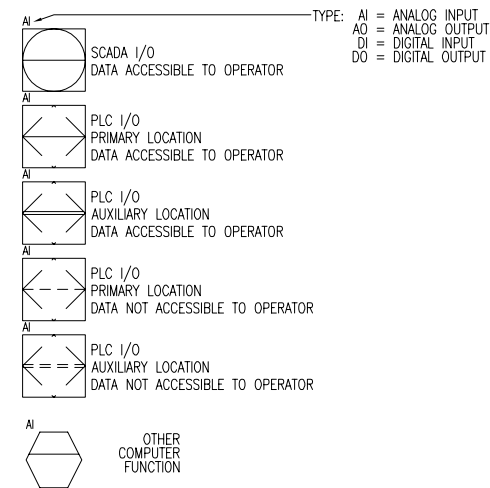 AI
TYPE: AI = ANALOG INPUT
AO = ANALOG OUTPUT
DI = DIGITAL INPUT
DO = DIGITAL OUTPUT
SCADA I/O
DATA ACCESSIBLE TO OPERATOR
AI
PLC I/O
PRIMARY LOCATION
DATA ACCESSIBLE TO OPERATOR
AI
PLC I/O
AUXILIARY LOCATION
DATA ACCESSIBLE TO OPERATOR
AI
PLC I/O
PRIMARY LOCATION
DATA NOT ACCESSIBLE TO OPERATOR
AI
PLC I/O
AUXILIARY LOCATION
DATA NOT ACCESSIBLE TO OPERATOR
AI
OTHER
COMPUTER
FUNCTION